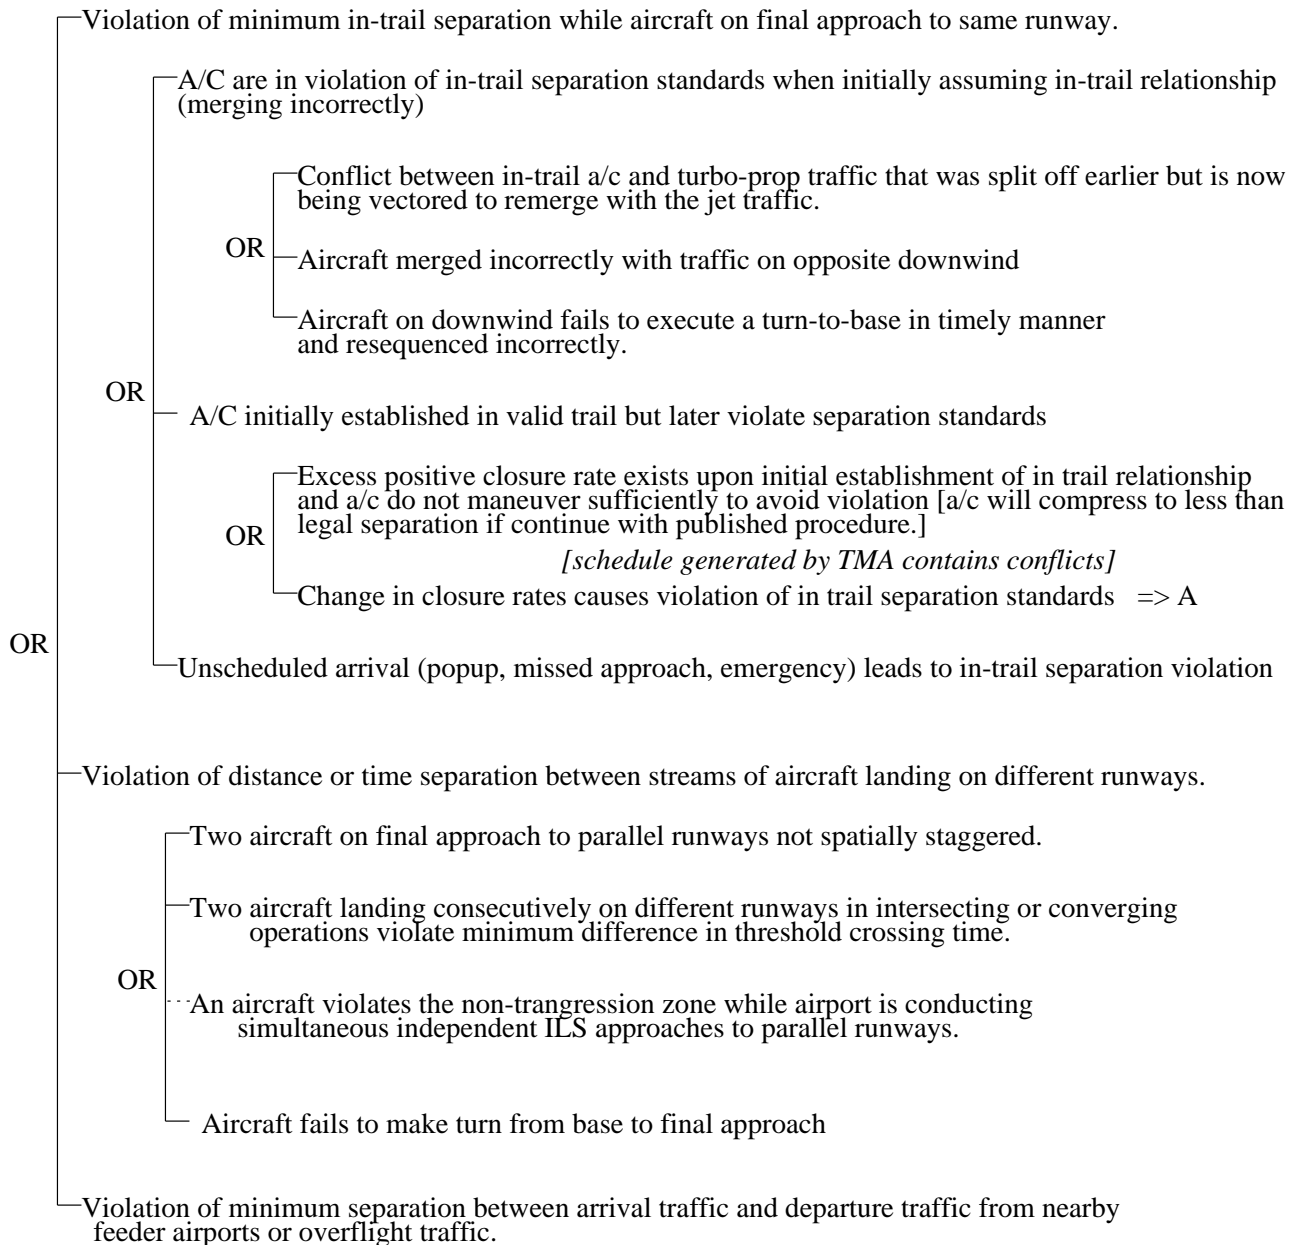 Violation of minimum in-trail separation while aircraft on final approach to same runway.
A/C are in violation of in-trail separation standards when initially assuming in-trail relationship
(merging incorrectly)
Conflict between in-trail a/c and turbo-prop traffic that was split off earlier but is now
being vectored to remerge with the jet traffic.
OR
Aircraft merged incorrectly with traffic on opposite downwind
Aircraft on downwind fails to execute a turn-to-base in timely manner
and resequenced incorrectly.
OR
A/C initially established in valid trail but later violate separation standards
Excess positive closure rate exists upon initial establishment of in trail relationship
and a/c do not maneuver sufficiently to avoid violation [a/c will compress to less than
legal separation if continue with published procedure.]
OR
[schedule generated by TMA contains conflicts]
Change in closure rates causes violation of in trail separation standards => A
OR
Unscheduled arrival (popup, missed approach, emergency) leads to in-trail separation violation
Violation of distance or time separation between streams of aircraft landing on different runways.
Two aircraft on final approach to parallel runways not spatially staggered.
Two aircraft landing consecutively on different runways in intersecting or converging
operations violate minimum difference in threshold crossing time.
OR
An aircraft violates the non-trangression zone while airport is conducting
simultaneous independent ILS approaches to parallel runways.
Aircraft fails to make turn from base to final approach
Violation of minimum separation between arrival traffic and departure traffic from nearby
feeder airports or overflight traffic.